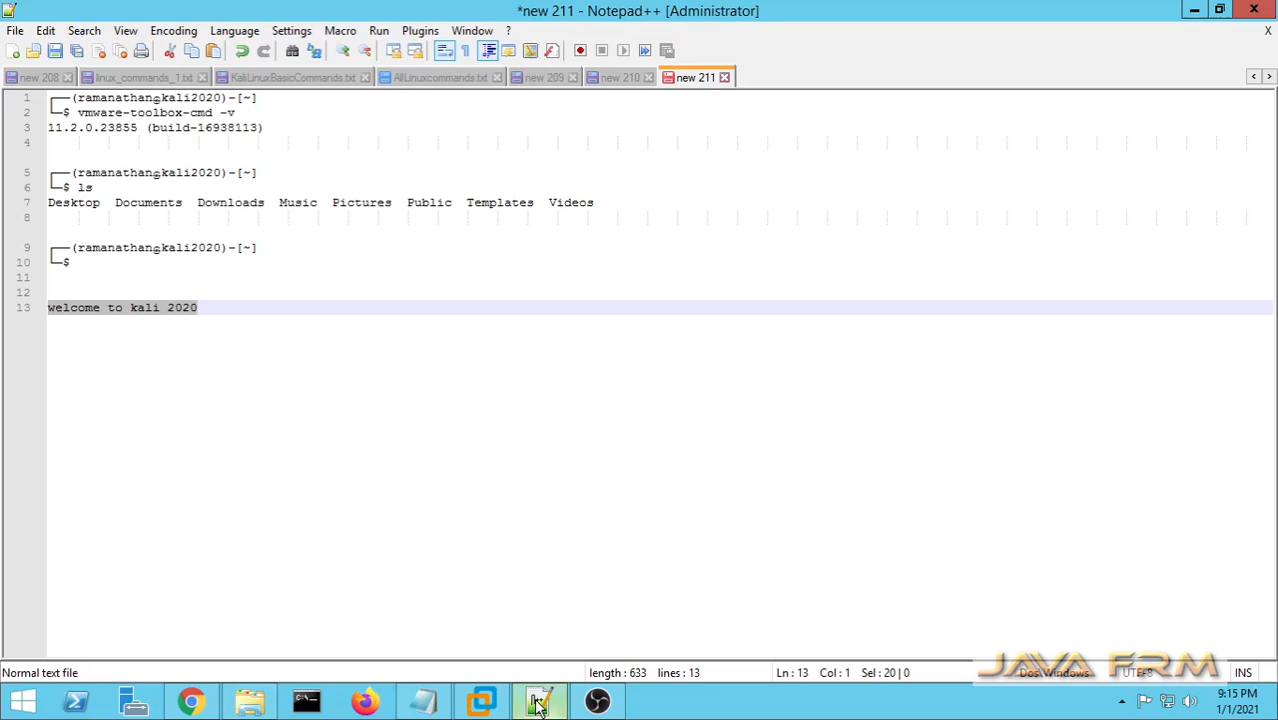 *new 211 - Notepad++ [Administrator]
File Edit Search View Encoding Language Settings Macro Run Plugins Window ? X
new 208 linux_commands_1.txt KaliLinuxBasicCommands.txt AllLinuxcommands.txt new 209 new 210 new 211
1 ┌──(ramanathan@kali2020)-[~]
2 └─$ vmware-toolbox-cmd -v
3 11.2.0.23855 (build-16938113)
4
5 ┌──(ramanathan@kali2020)-[~]
6 └─$ ls
7 Desktop Documents Downloads Music Pictures Public Templates Videos
8
9 ┌──(ramanathan@kali2020)-[~]
10 └─$
11
12
13 welcome to kali 2020
Normal text file length : 633 lines : 13 Ln : 13 Col : 1 Sel : 20 | 0 Dos\Windows UTF-8 INS
JAVA FRM
9:15 PM
1/1/2021